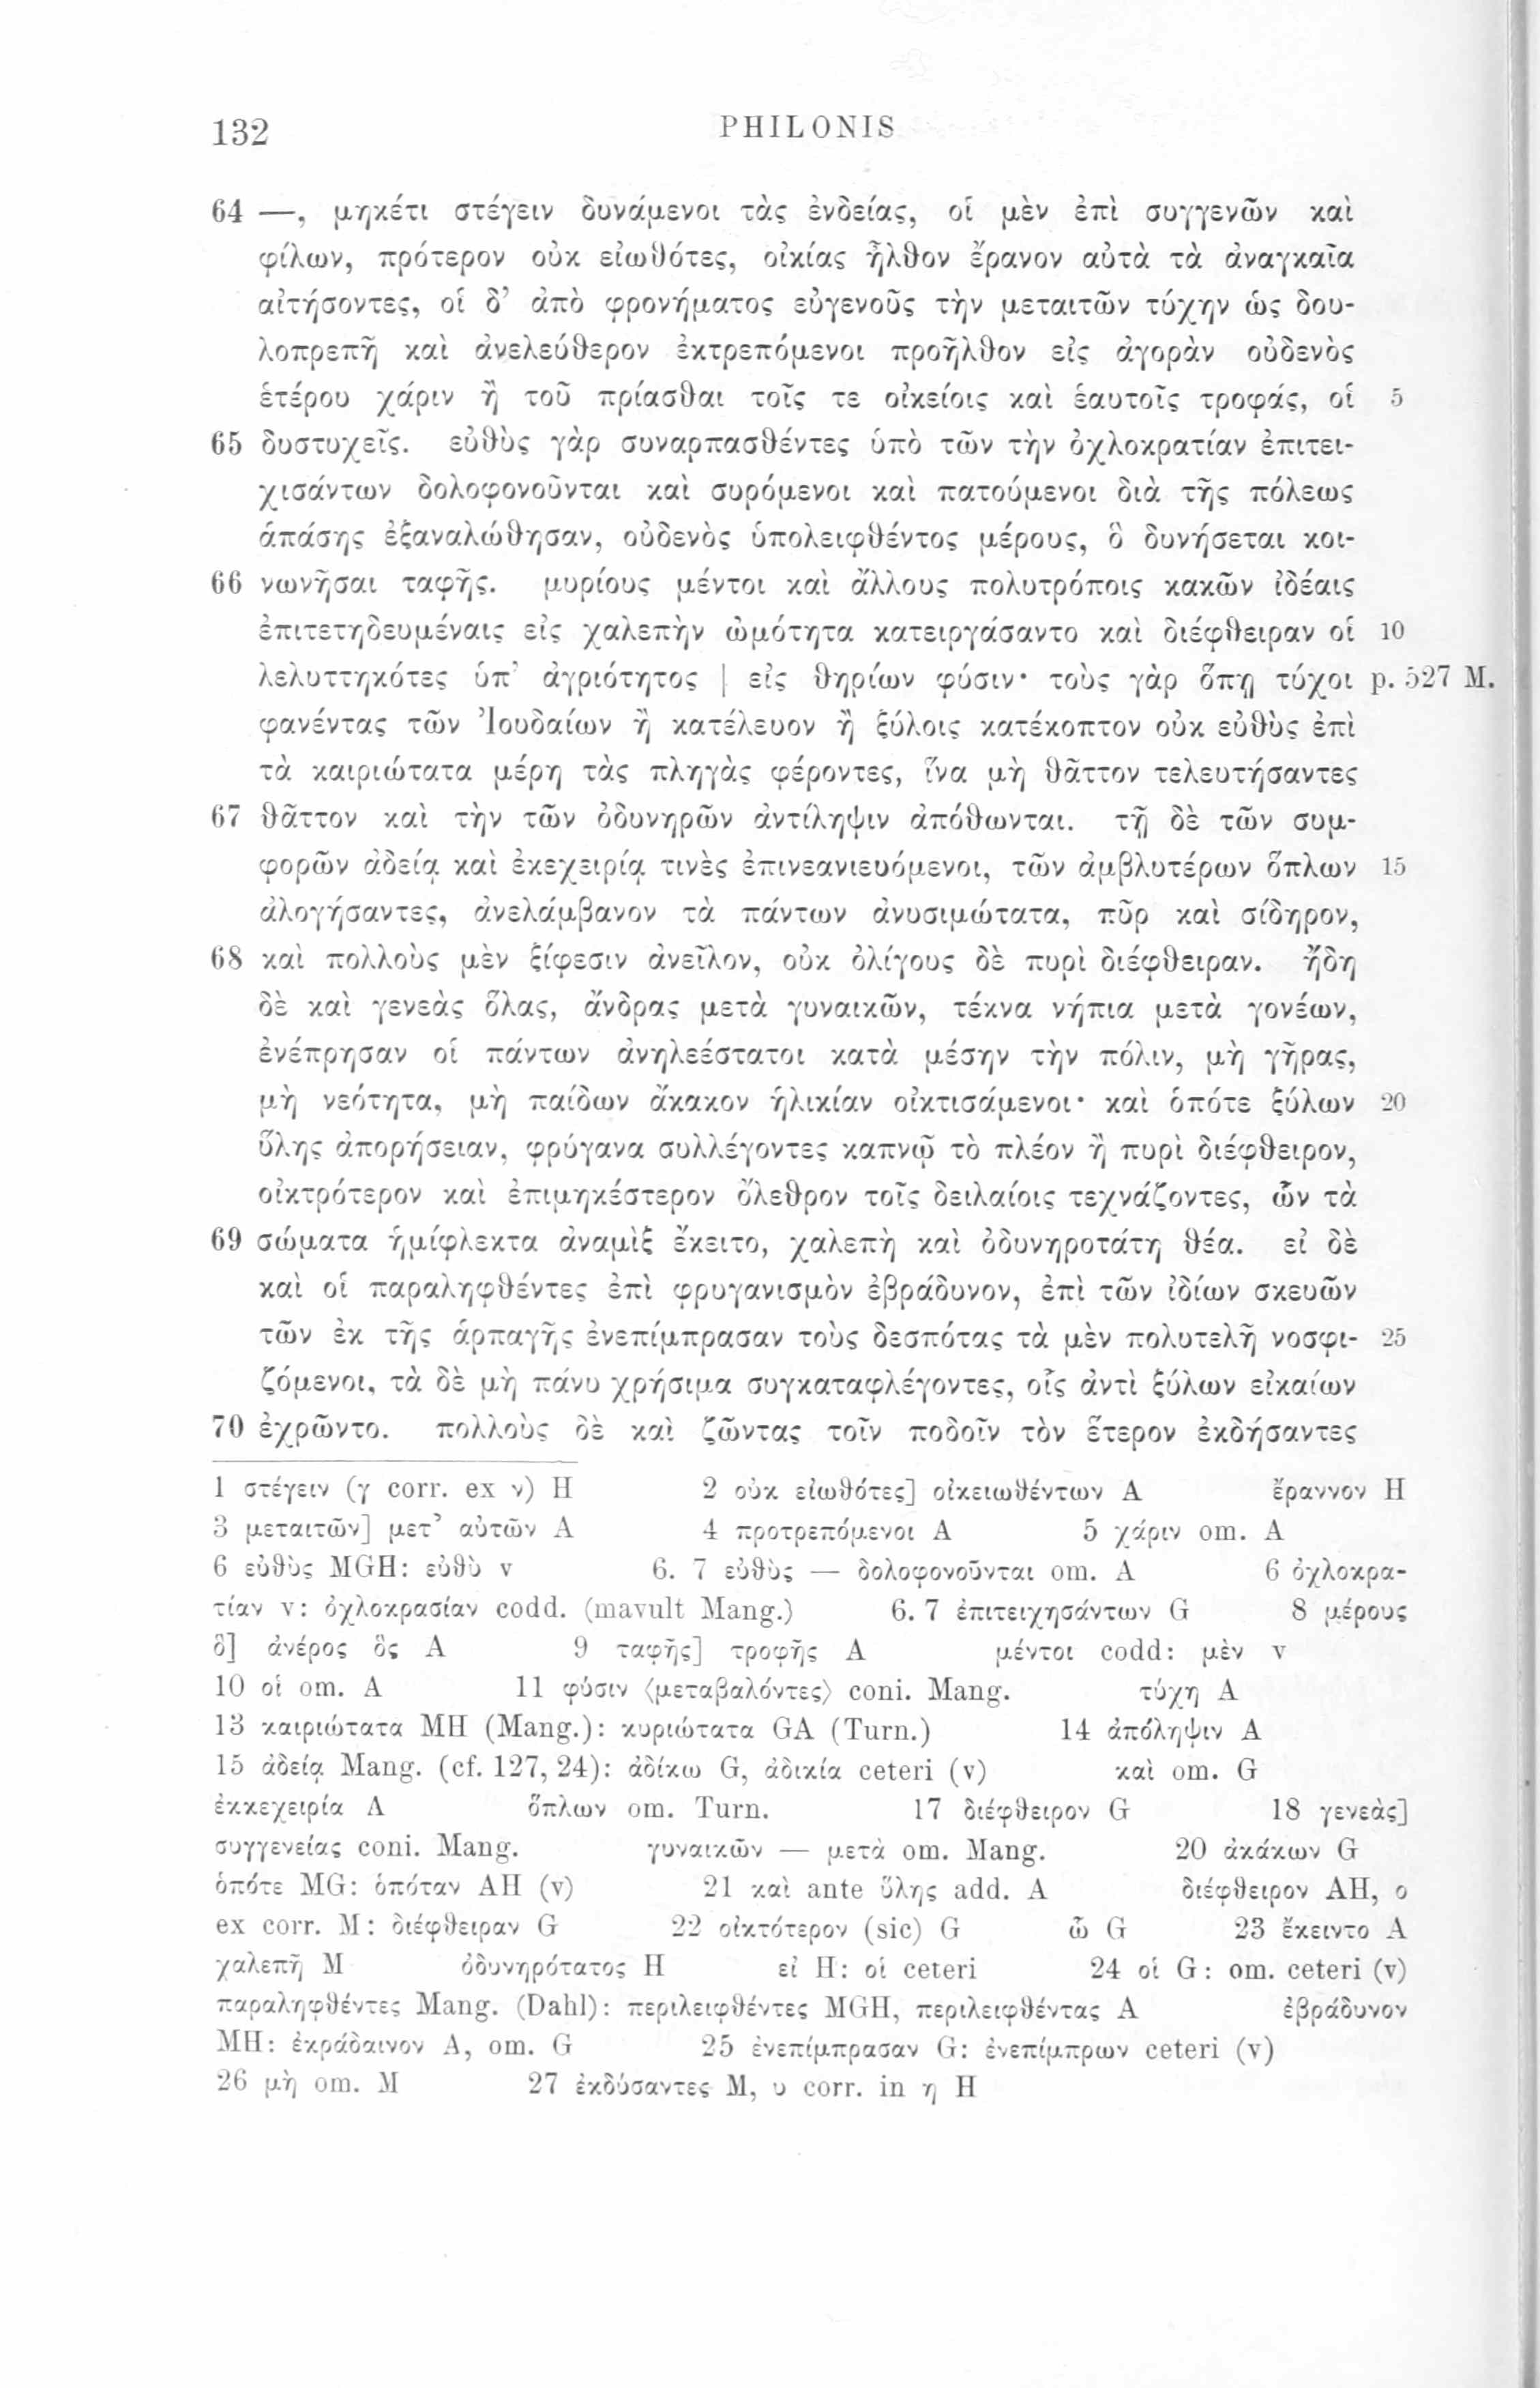 132
PHILONIS
64 —, μηκέτι στέγειν δυνάμενοι τὰς ἐνδείας, οἱ μὲν ἐπὶ συγγενῶν καὶ
φίλων, πρότερον οὐκ εἰωθότες, οἰκίας ἦλθον ἔρανον αὐτὰ τὰ ἀναγκαῖα
αἰτήσοντες, οἱ δ’ ἀπὸ φρονήματος εὐγενοῦς τὴν μεταιτῶν τύχην ὡς δου-
λοπρεπῆ καὶ ἀνελεύθερον ἐκτρεπόμενοι προῆλθον εἰς ἀγορὰν οὐδενὸς
ἑτέρου χάριν ἢ τοῦ πρίασθαι τοῖς τε οἰκείοις καὶ ἑαυτοῖς τροφάς, οἱ 5
65 δυστυχεῖς. εὐθὺς γὰρ συναρπασθέντες ὑπὸ τῶν τὴν ὀχλοκρατίαν ἐπιτει-
χισάντων δολοφονοῦνται καὶ συρόμενοι καὶ πατούμενοι διὰ τῆς πόλεως
ἁπάσης ἐξαναλώθησαν, οὐδενὸς ὑπολειφθέντος μέρους, ὃ δυνήσεται κοι-
66 νωνῆσαι ταφῆς. μυρίους μέντοι καὶ ἄλλους πολυτρόποις κακῶν ἰδέαις
ἐπιτετηδευμέναις εἰς χαλεπὴν ὠμότητα κατειργάσαντο καὶ διέφθειραν οἱ 10
λελυττηκότες ὑπ’ ἀγριότητος | εἰς θηρίων φύσιν· τοὺς γὰρ ὅπῃ τύχοι p. 527 M.
φανέντας τῶν Ἰουδαίων ἢ κατέλευον ἢ ξύλοις κατέκοπτον οὐκ εὐθὺς ἐπὶ
τὰ καιριώτατα μέρη τὰς πληγὰς φέροντες, ἵνα μὴ θᾶττον τελευτήσαντες
67 θᾶττον καὶ τὴν τῶν ὀδυνηρῶν ἀντίληψιν ἀπόθωνται. τῇ δὲ τῶν συμ-
φορῶν ἀδείᾳ καὶ ἐκεχειρίᾳ τινὲς ἐπινεανιευόμενοι, τῶν ἀμβλυτέρων ὅπλων 15
ἀλογήσαντες, ἀνελάμβανον τὰ πάντων ἀνυσιμώτατα, πῦρ καὶ σίδηρον,
68 καὶ πολλοὺς μὲν ξίφεσιν ἀνεῖλον, οὐκ ὀλίγους δὲ πυρὶ διέφθειραν. ἤδη
δὲ καὶ γενεὰς ὅλας, ἄνδρας μετὰ γυναικῶν, τέκνα νήπια μετὰ γονέων,
ἐνέπρησαν οἱ πάντων ἀνηλεέστατοι κατὰ μέσην τὴν πόλιν, μὴ γῆρας,
μὴ νεότητα, μὴ παίδων ἄκακον ἡλικίαν οἰκτισάμενοι· καὶ ὁπότε ξύλων 20
ὕλης ἀπορήσειαν, φρύγανα συλλέγοντες καπνῷ τὸ πλέον ἢ πυρὶ διέφθειρον,
οἰκτρότερον καὶ ἐπιμηκέστερον ὄλεθρον τοῖς δειλαίοις τεχνάζοντες, ὧν τὰ
69 σώματα ἡμίφλεκτα ἀναμὶξ ἔκειτο, χαλεπὴ καὶ ὀδυνηροτάτη θέα. εἰ δὲ
καὶ οἱ παραληφθέντες ἐπὶ φρυγανισμὸν ἐβράδυνον, ἐπὶ τῶν ἰδίων σκευῶν
τῶν ἐκ τῆς ἁρπαγῆς ἐνεπίμπρασαν τοὺς δεσπότας τὰ μὲν πολυτελῆ νοσφι- 25
ζόμενοι, τὰ δὲ μὴ πάνυ χρήσιμα συγκαταφλέγοντες, οἷς ἀντὶ ξύλων εἰκαίων
70 ἐχρῶντο. πολλοὺς δὲ καὶ ζῶντας τοῖν ποδοῖν τὸν ἕτερον ἐκδήσαντες
1 στέγειν (γ corr. ex ν) H 2 οὐκ εἰωθότες] οἰκειωθέντων A ἔραννον H
3 μεταιτῶν] μετ’ αὐτῶν A 4 προτρεπόμενοι A 5 χάριν om. A
6 εὐθὺς MGH: εὐθὺ v 6. 7 εὐθὺς — δολοφονοῦνται om. A 6 ὀχλοκρα-
τίαν v: ὀχλοκρασίαν codd. (mavult Mang.) 6. 7 ἐπιτειχησάντων G 8 μέρους
ὃ] ἀνέρος ὃς A 9 ταφῆς] τροφῆς A μέντοι codd: μὲν v
10 οἱ om. A 11 φύσιν ⟨μεταβαλόντες⟩ coni. Mang. τύχη A
13 καιριώτατα MH (Mang.): κυριώτατα GA (Turn.) 14 ἀπόληψιν A
15 ἀδείᾳ Mang. (cf. 127, 24): ἀδίκω G, ἀδικία ceteri (v) καὶ om. G
ἐκκεχειρία A ὅπλων om. Turn. 17 διέφθειρον G 18 γενεὰς]
συγγενείας coni. Mang. γυναικῶν — μετὰ om. Mang. 20 ἀκάκων G
ὁπότε MG: ὁπόταν AH (v) 21 καὶ ante ὕλης add. A διέφθειρον AH, ο
ex corr. M: διέφθειραν G 22 οἰκτότερον (sic) G ὧ G 23 ἔκειντο A
χαλεπῆ M ὀδυνηρότατος H εἰ H: οἱ ceteri 24 οἱ G: om. ceteri (v)
παραληφθέντες Mang. (Dahl): περιλειφθέντες MGH, περιλειφθέντας A ἐβράδυνον
MH: ἐκράδαινον A, om. G 25 ἐνεπίμπρασαν G: ἐνεπίμπρων ceteri (v)
26 μὴ om. M 27 ἐκδύσαντες M, υ corr. in η H